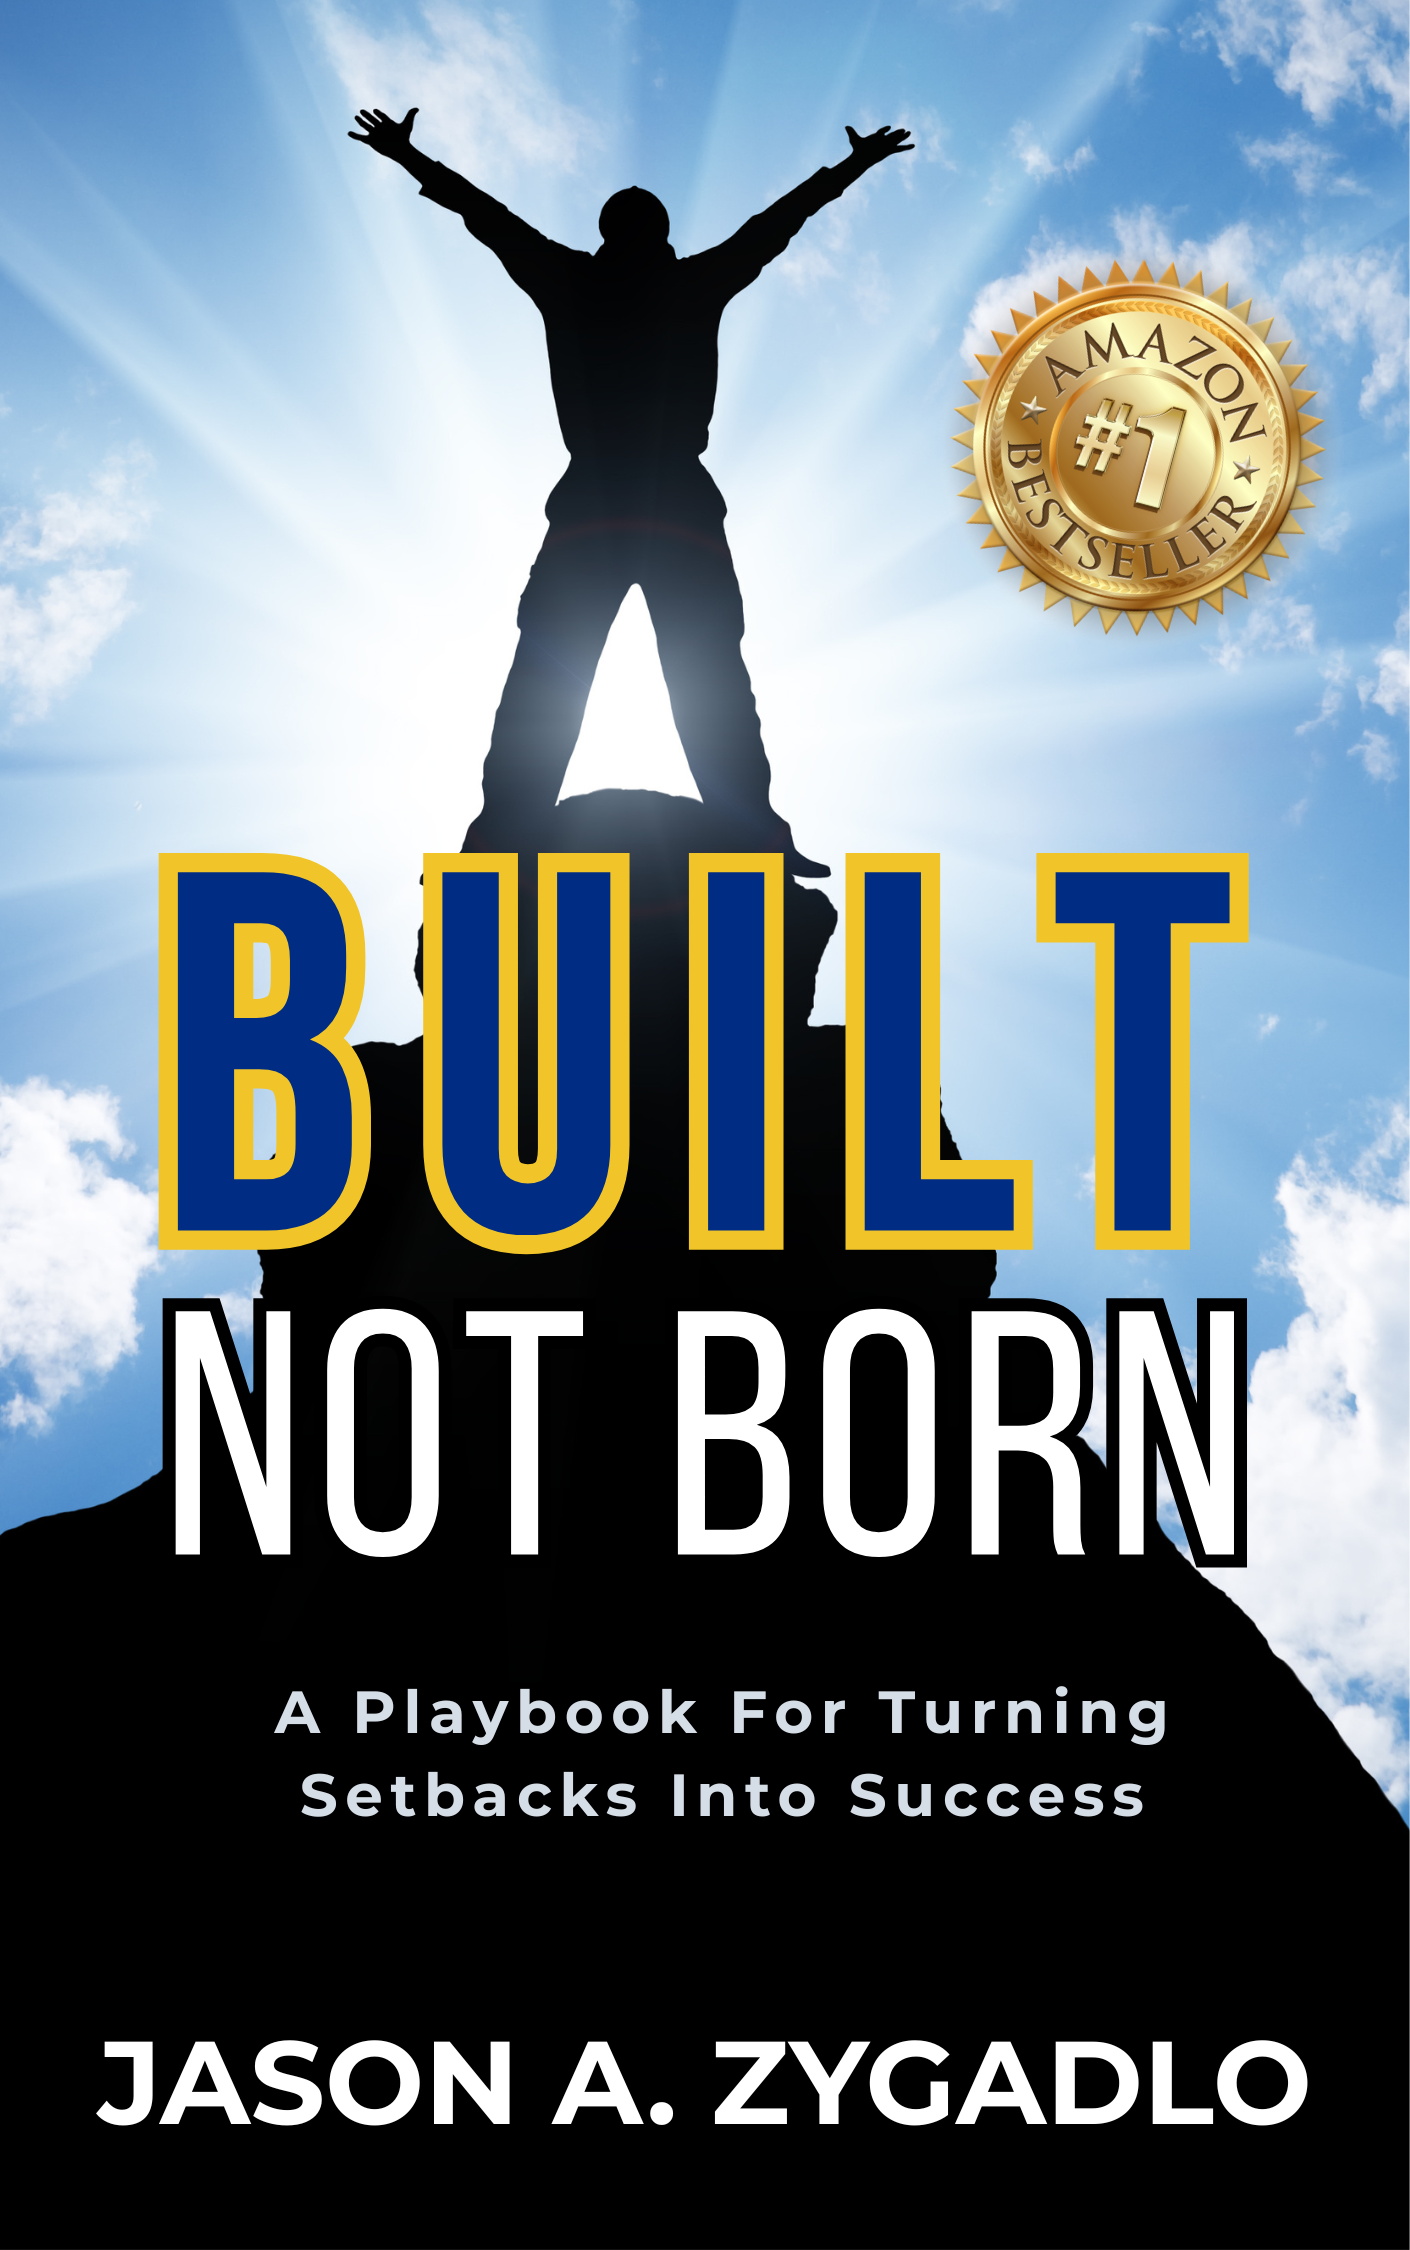 AMAZON
#1
BESTSELLER
BUILT
NOT BORN
A Playbook For Turning
Setbacks Into Success
JASON A. ZYGADLO